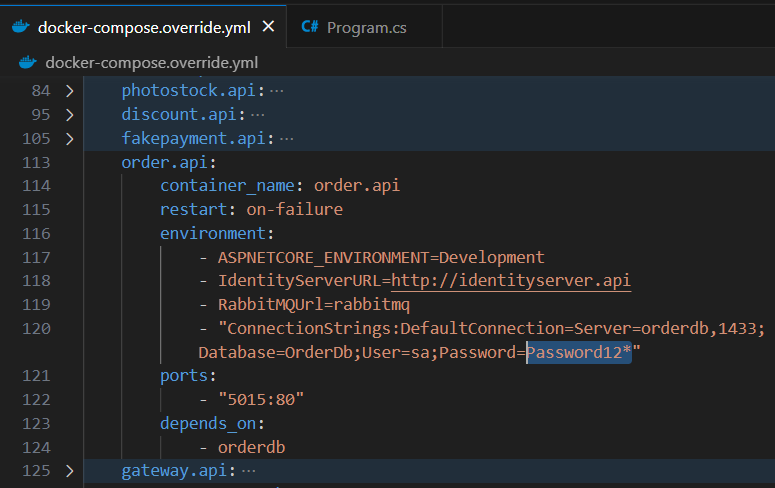 docker-compose.override.yml × C# Program.cs
docker-compose.override.yml
84 > photostock.api: ···
95 > discount.api: ···
105 > fakepayment.api: ···
113 order.api:
114 container_name: order.api
115 restart: on-failure
116 environment:
117 - ASPNETCORE_ENVIRONMENT=Development
118 - IdentityServerURL=http://identityserver.api
119 - RabbitMQUrl=rabbitmq
120 - "ConnectionStrings:DefaultConnection=Server=orderdb,1433;
Database=OrderDb;User=sa;Password=Password12*"
121 ports:
122 - "5015:80"
123 depends_on:
124 - orderdb
125 > gateway.api: ···